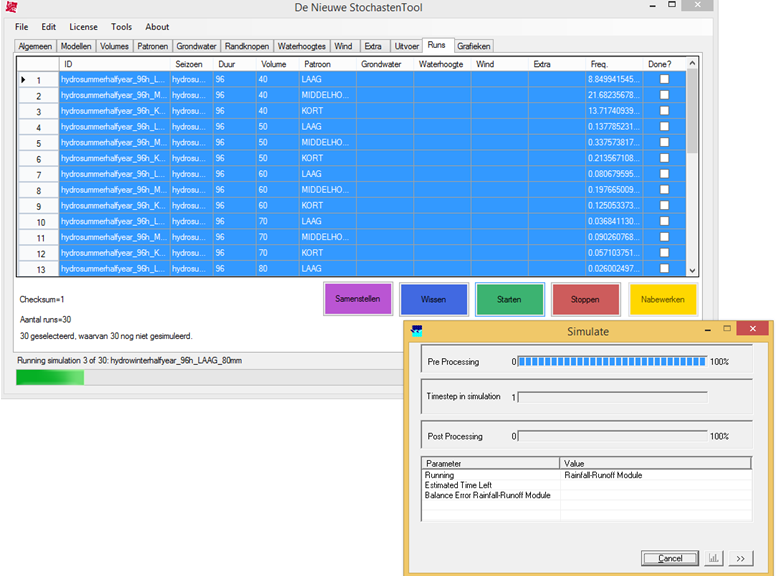 De Nieuwe StochastenTool
File Edit License Tools About
Algemeen Modellen Volumes Patronen Grondwater Randknopen Waterhoogtes Wind Extra Uitvoer Runs Grafieken
ID Seizoen Duur Volume Patroon Grondwater Waterhoogte Wind Extra Freq. Done?
1 hydrosummerhalfyear_96h_L... hydrosu... 96 40 LAAG 8.849941545...
2 hydrosummerhalfyear_96h_M... hydrosu... 96 40 MIDDELHO... 21.68235678...
3 hydrosummerhalfyear_96h_K... hydrosu... 96 40 KORT 13.71740939...
4 hydrosummerhalfyear_96h_L... hydrosu... 96 50 LAAG 0.137785231...
5 hydrosummerhalfyear_96h_M... hydrosu... 96 50 MIDDELHO... 0.337573817...
6 hydrosummerhalfyear_96h_K... hydrosu... 96 50 KORT 0.213567108...
7 hydrosummerhalfyear_96h_L... hydrosu... 96 60 LAAG 0.080679595...
8 hydrosummerhalfyear_96h_M... hydrosu... 96 60 MIDDELHO... 0.197665009...
9 hydrosummerhalfyear_96h_K... hydrosu... 96 60 KORT 0.125053373...
10 hydrosummerhalfyear_96h_L... hydrosu... 96 70 LAAG 0.036841130...
11 hydrosummerhalfyear_96h_M... hydrosu... 96 70 MIDDELHO... 0.090260768...
12 hydrosummerhalfyear_96h_K... hydrosu... 96 70 KORT 0.057103751...
13 hydrosummerhalfyear_96h_L... hydrosu... 96 80 LAAG 0.026002497...
Checksum=1
Samenstellen Wissen Starten Stoppen Nabewerken
Aantal runs=30
30 geselecteerd, waarvan 30 nog niet gesimuleerd.
Running simulation 3 of 30: hydrowinterhalfyear_96h_LAAG_80mm
Simulate
Pre Processing 0 100%
Timestep in simulation 1
Post Processing 0 100%
Parameter Value
Running Rainfall-Runoff Module
Estimated Time Left
Balance Error Rainfall-Runoff Module
Cancel >>